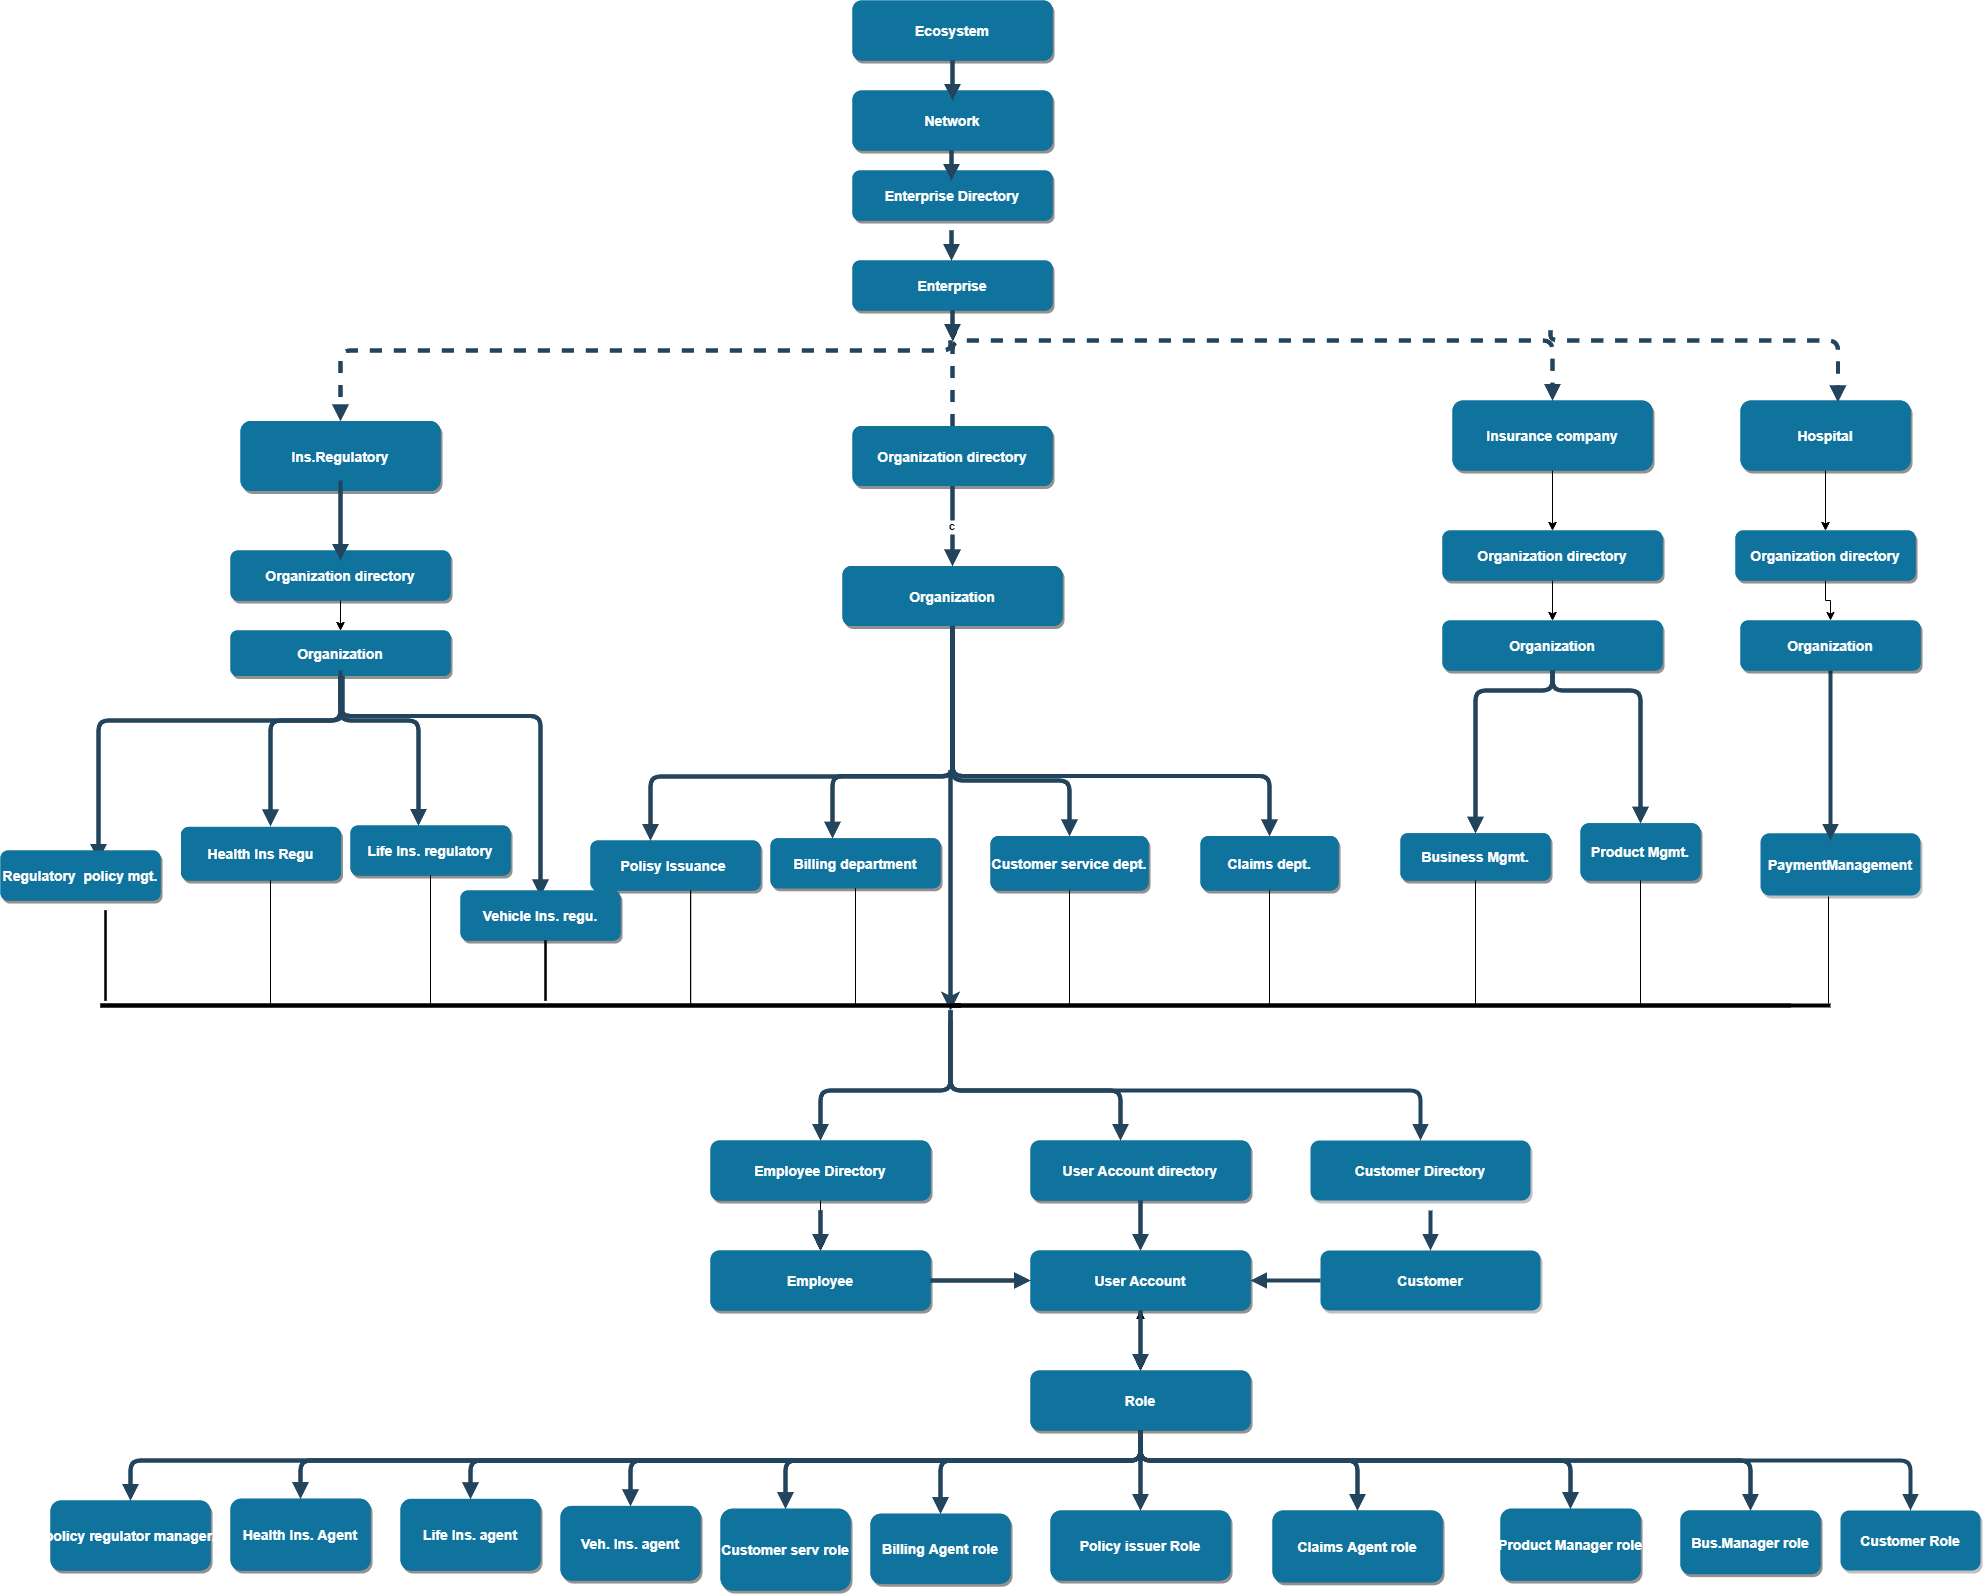 Ecosystem
Network
Enterprise Directory
Enterprise
Ins.Regulatory
Organization directory
Insurance company
Hospital
C
Organization directory
Organization directory
Organization directory
Organization
Organization
Organization
Organization
Regulatory policy mgt.
Health Ins Regu
Life Ins. regulatory
Vehicle Ins. regu.
Polisy Issuance
Billing department
Customer service dept.
Claims dept.
Business Mgmt.
Product Mgmt.
PaymentManagement
Employee Directory
User Account directory
Customer Directory
Employee
User Account
Customer
Role
policy regulator manager
Health Ins. Agent
Life Ins. agent
Veh. Ins. agent
Customer serv role
Billing Agent role
Policy issuer Role
Claims Agent role
Product Manager role
Bus.Manager role
Customer Role